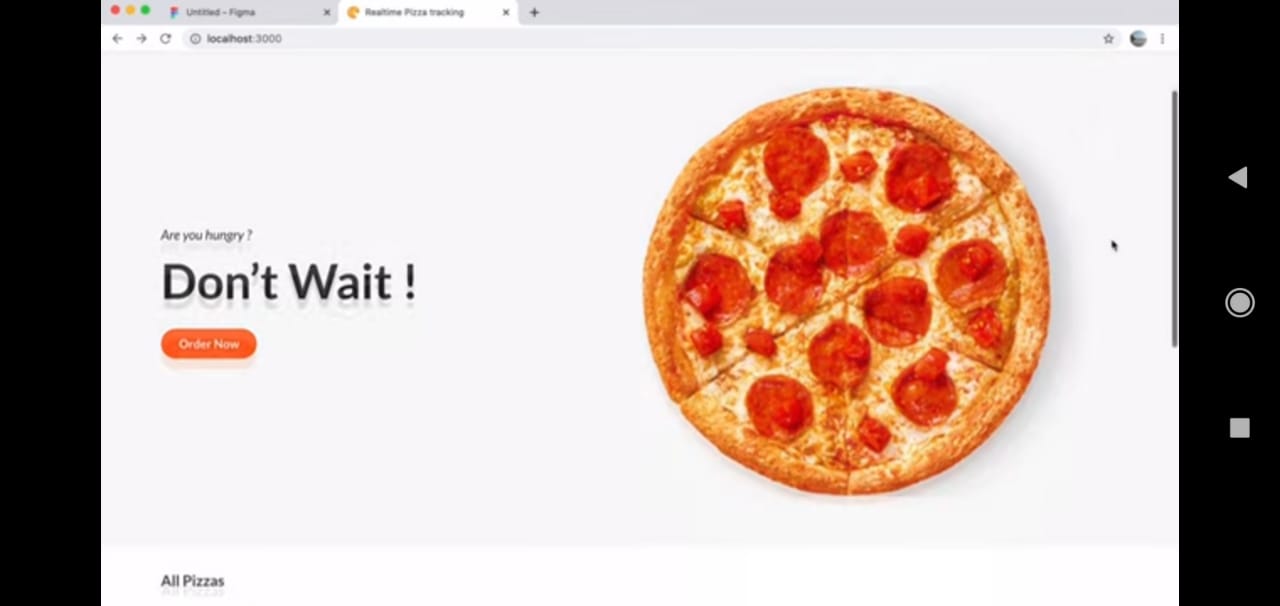 Untitled – Figma
Realtime Pizza tracking
localhost:3000
Are you hungry ?
Don't Wait !
Order Now
All Pizzas